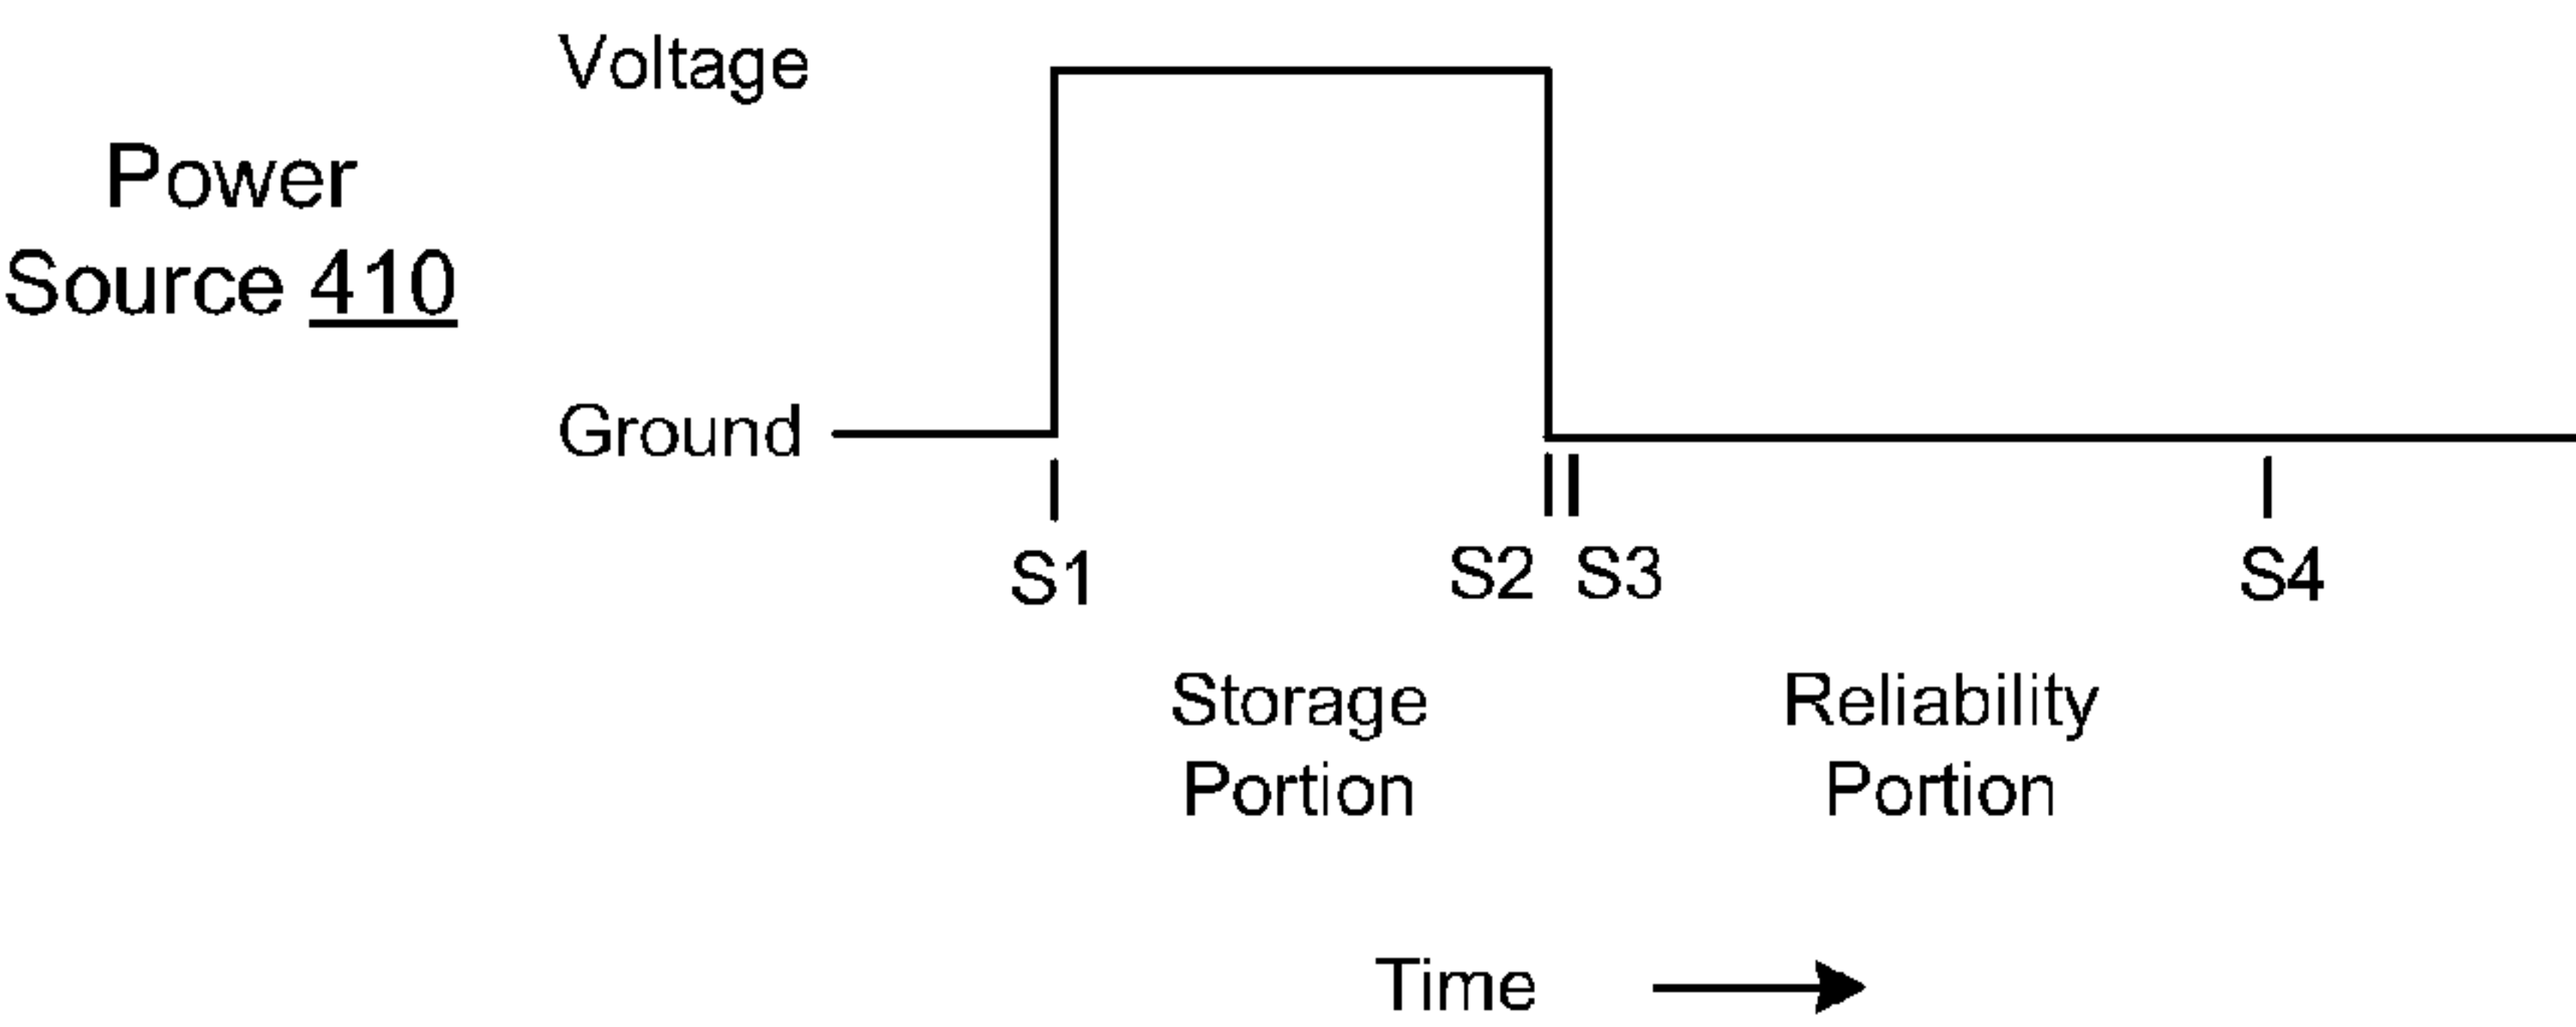 Voltage
Power
Source 410
Ground
S1
S2
S3
S4
Storage
Portion
Reliability
Portion
Time